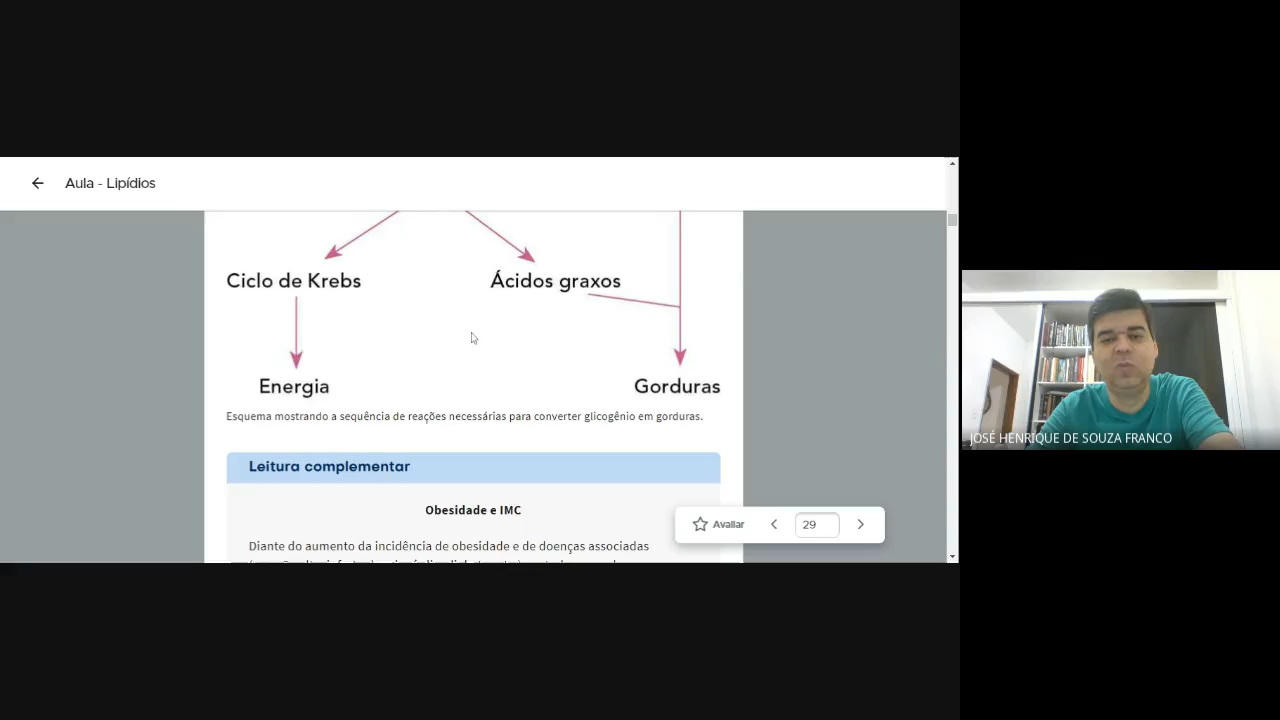 Aula - Lipídios
Ciclo de Krebs
Ácidos graxos
Energia
Gorduras
Esquema mostrando a sequência de reações necessárias para converter glicogênio em gorduras.
Leitura complementar
Obesidade e IMC
Avaliar
29
Diante do aumento da incidência de obesidade e de doenças associadas
JOSÉ HENRIQUE DE SOUZA FRANCO